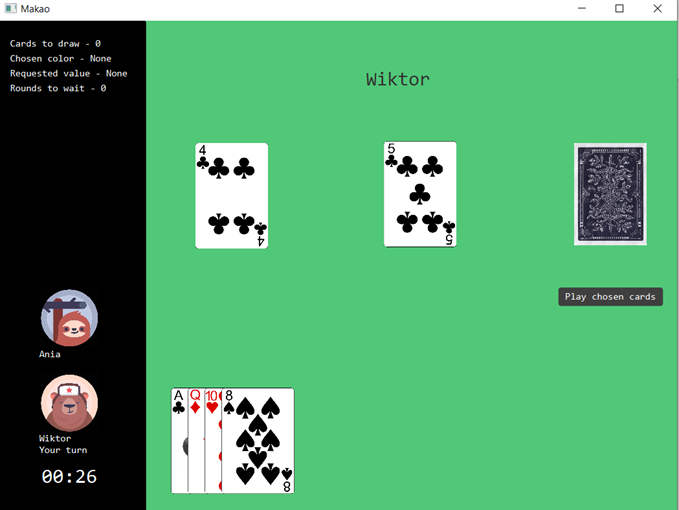 Makao
Cards to draw - 0
Chosen color - None
Requested value - None
Rounds to wait - 0
Wiktor
4
4
5
5
Play chosen cards
Ania
Wiktor
Your turn
00:26
A
Q
10
8
8